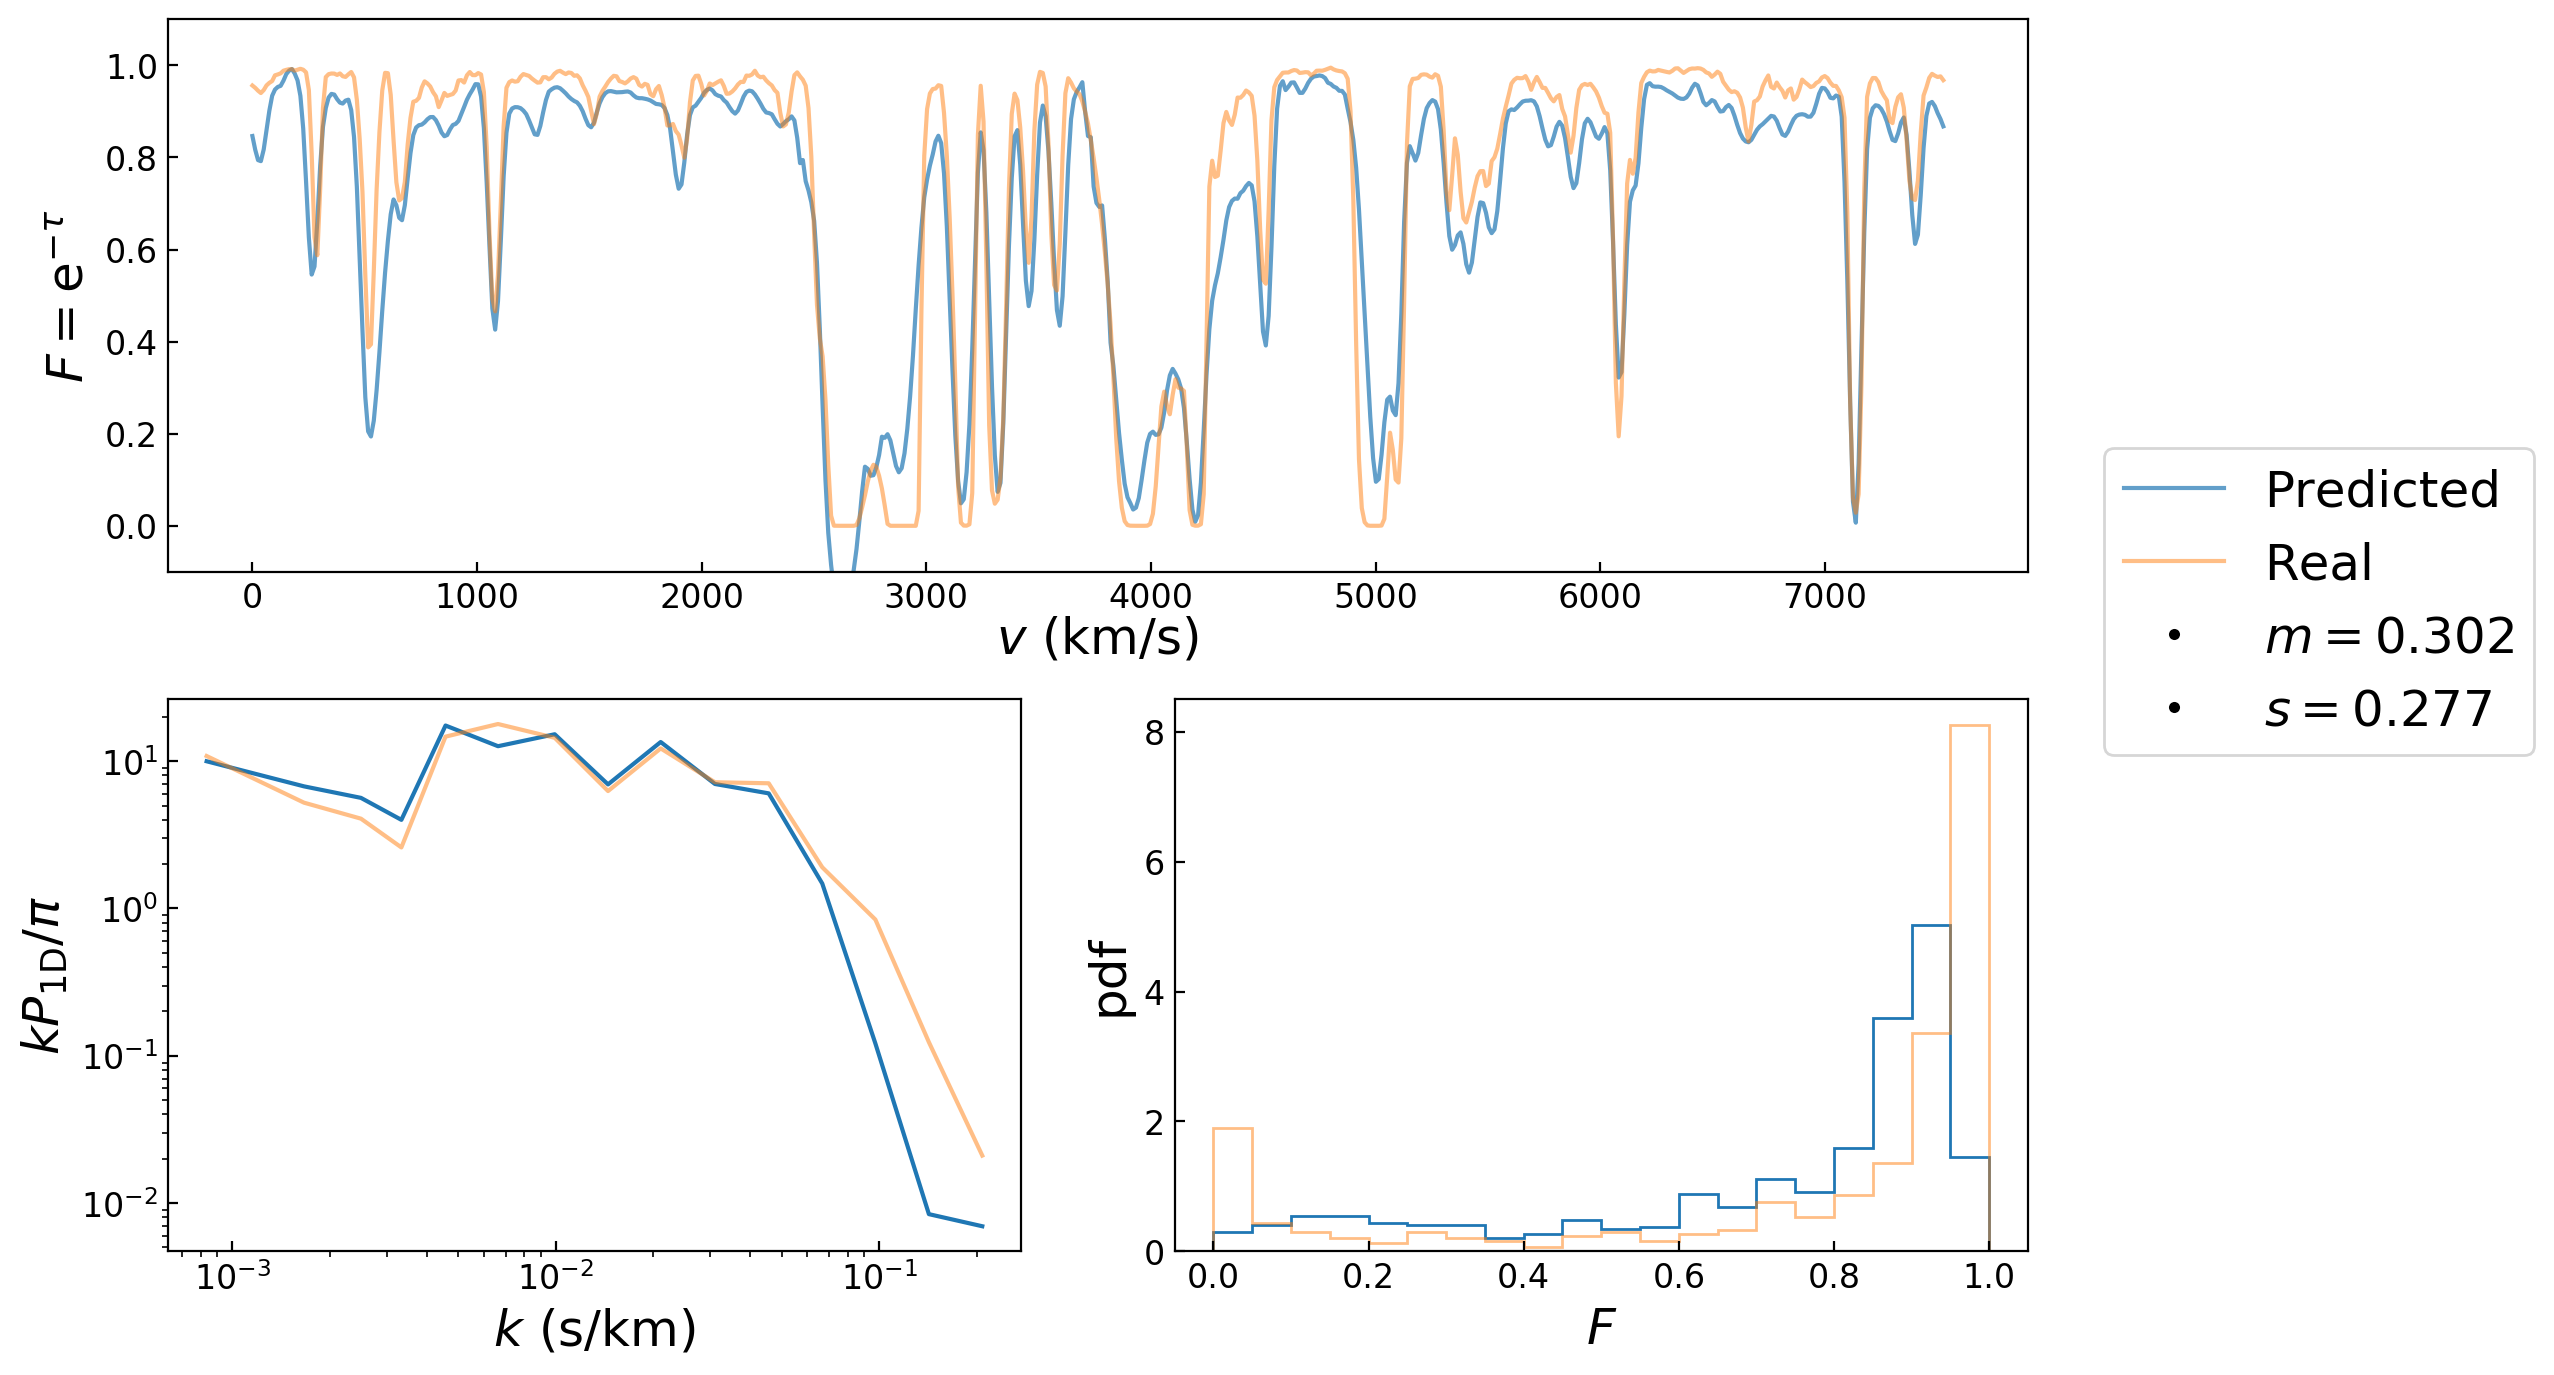 F = e^{-τ}
1.0
0.8
0.6
0.4
0.2
0.0
0 1000 2000 3000 4000 5000 6000 7000
v (km/s)
Predicted
Real
m = 0.302
s = 0.277
kP_{1D}/π
10^1
10^0
10^{-1}
10^{-2}
10^{-3} 10^{-2} 10^{-1}
k (s/km)
pdf
8
6
4
2
0
0.0 0.2 0.4 0.6 0.8 1.0
F